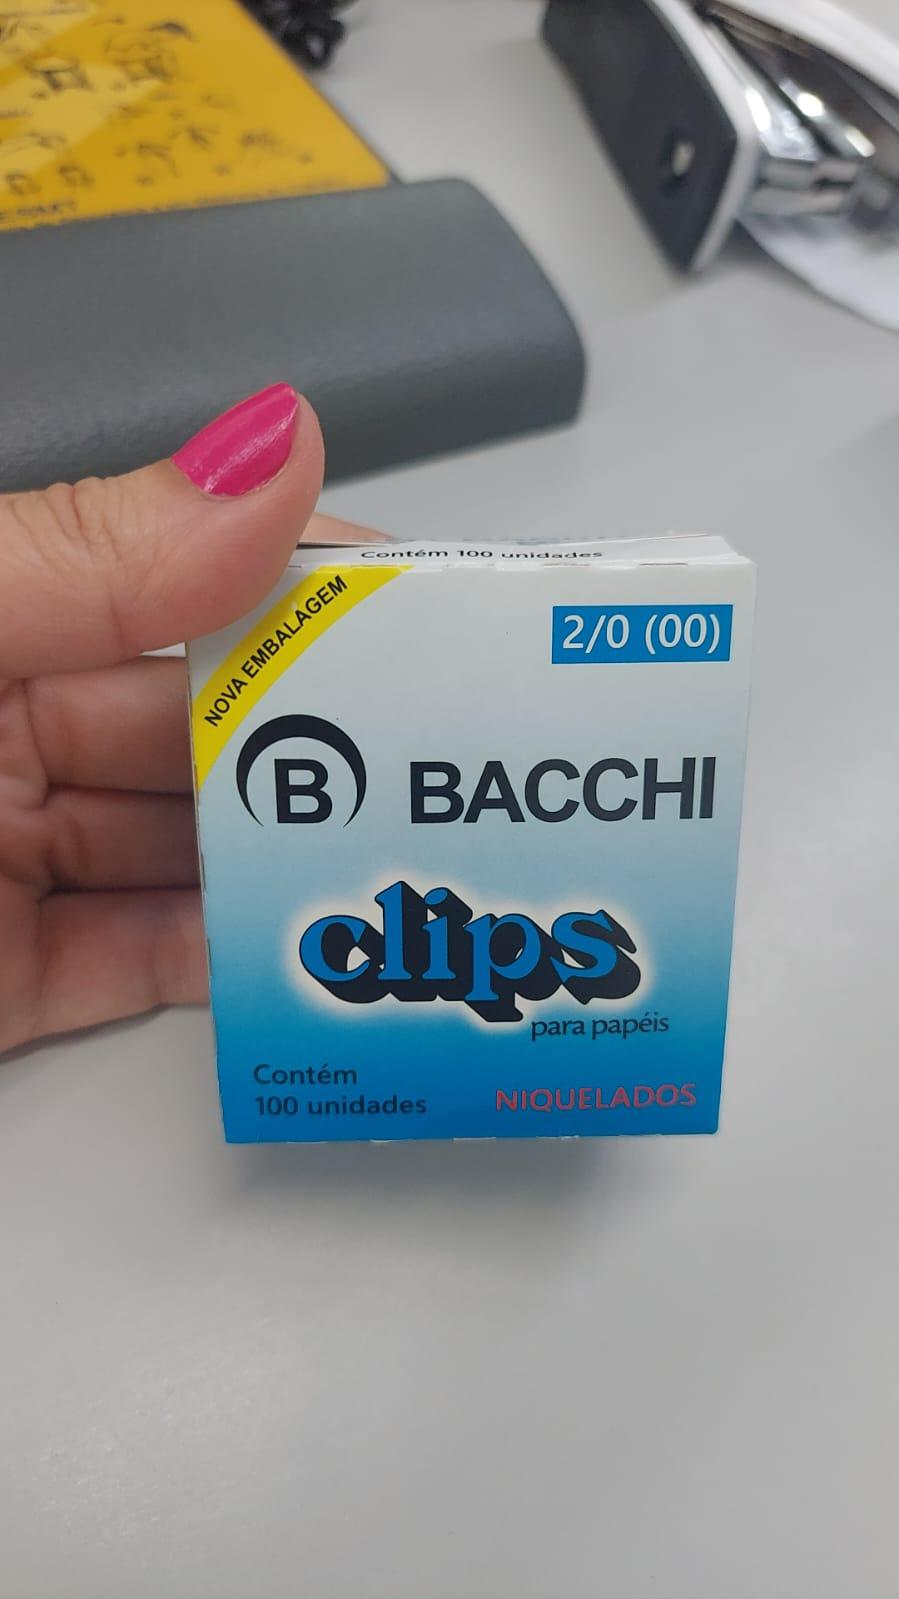 Contém 100 unidades
NOVA EMBALAGEM
2/0 (00)
B BACCHI
clips
para papéis
Contém
100 unidades
NIQUELADOS